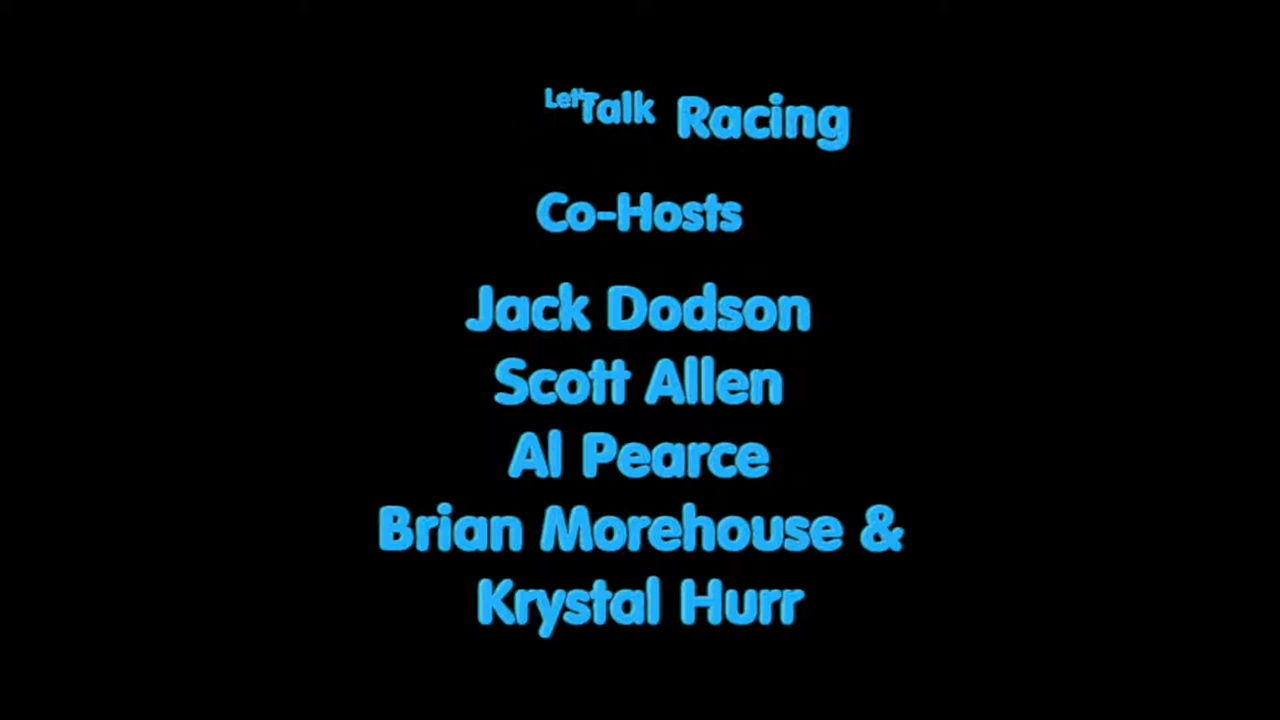 Let's Talk Racing
Co-Hosts
Jack Dodson
Scott Allen
Al Pearce
Brian Morehouse &
Krystal Hurr